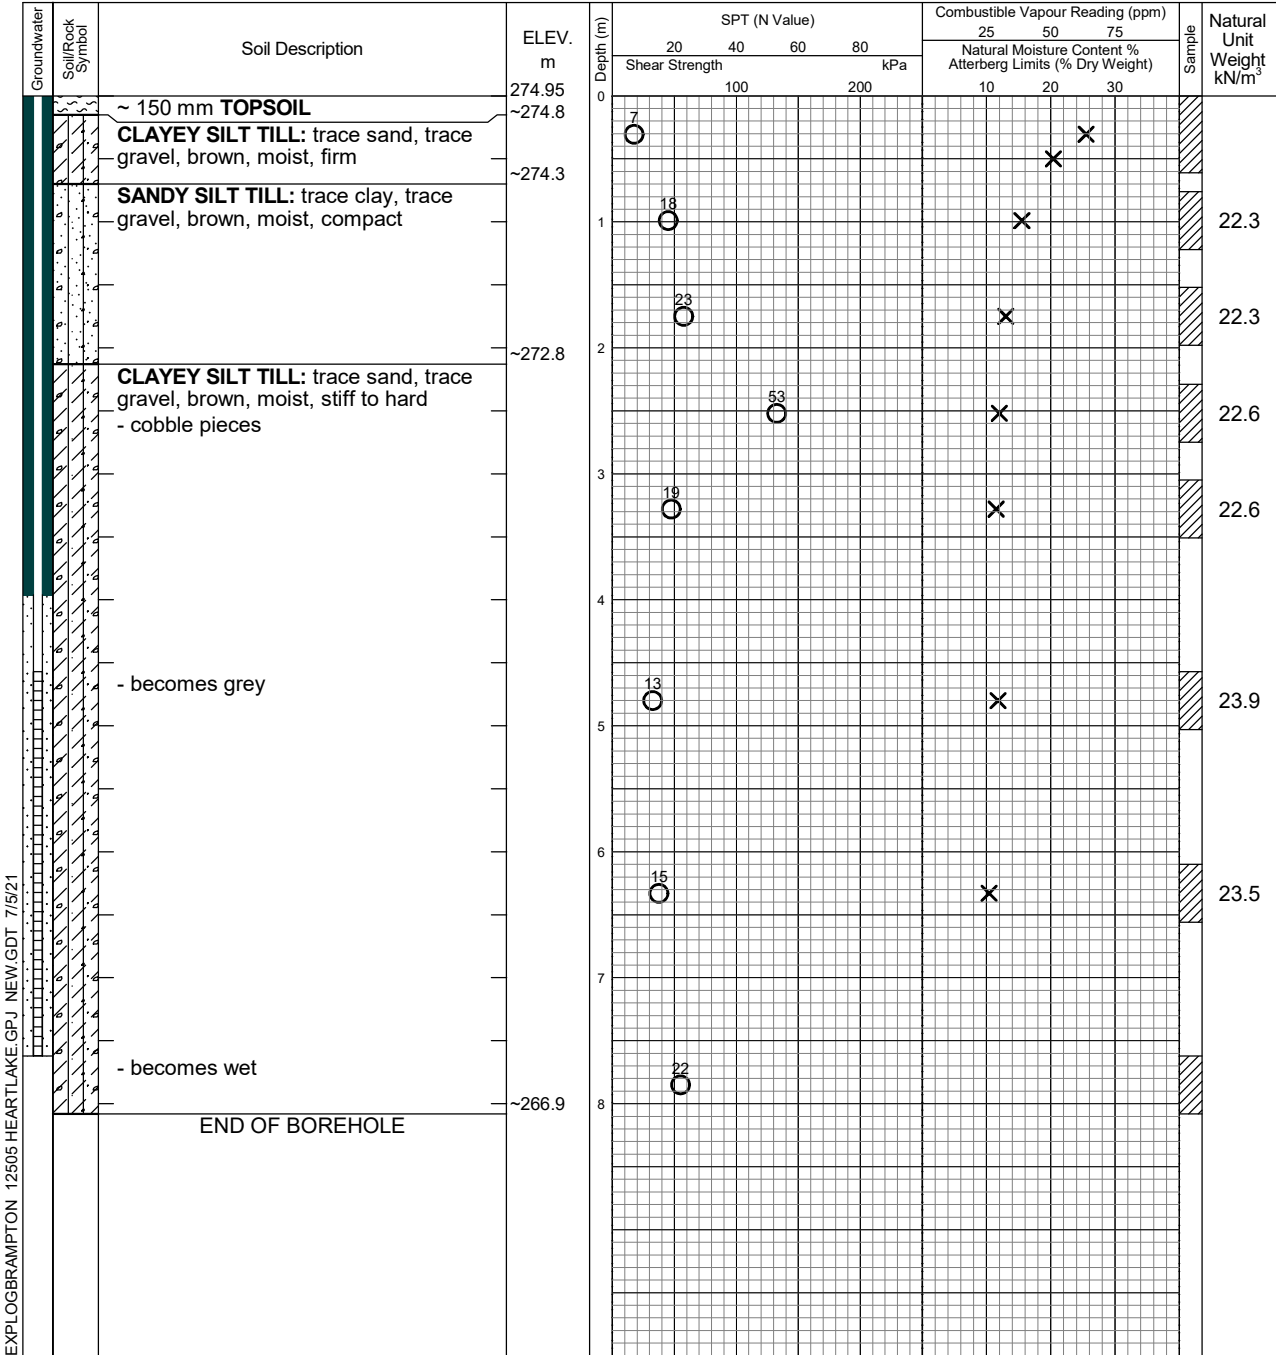 Groundwater
Soil/Rock
Symbol
Soil Description
ELEV.
m
Depth (m)
SPT (N Value)
20 40 60 80
Shear Strength kPa
100 200
Combustible Vapour Reading (ppm)
25 50 75
Natural Moisture Content %
Atterberg Limits (% Dry Weight)
10 20 30
Sample
Natural
Unit
Weight
kN/m³
274.95
0
~ 150 mm TOPSOIL
~274.8
CLAYEY SILT TILL: trace sand, trace
gravel, brown, moist, firm
7
~274.3
SANDY SILT TILL: trace clay, trace
gravel, brown, moist, compact
18
1
22.3
23
22.3
2
~272.8
CLAYEY SILT TILL: trace sand, trace
gravel, brown, moist, stiff to hard
- cobble pieces
53
22.6
3
19
22.6
4
- becomes grey
13
23.9
5
6
15
23.5
7
- becomes wet
22
~266.9
8
END OF BOREHOLE
EXPLOGBRAMPTON 12505 HEARTLAKE.GPJ NEW.GDT 7/5/21